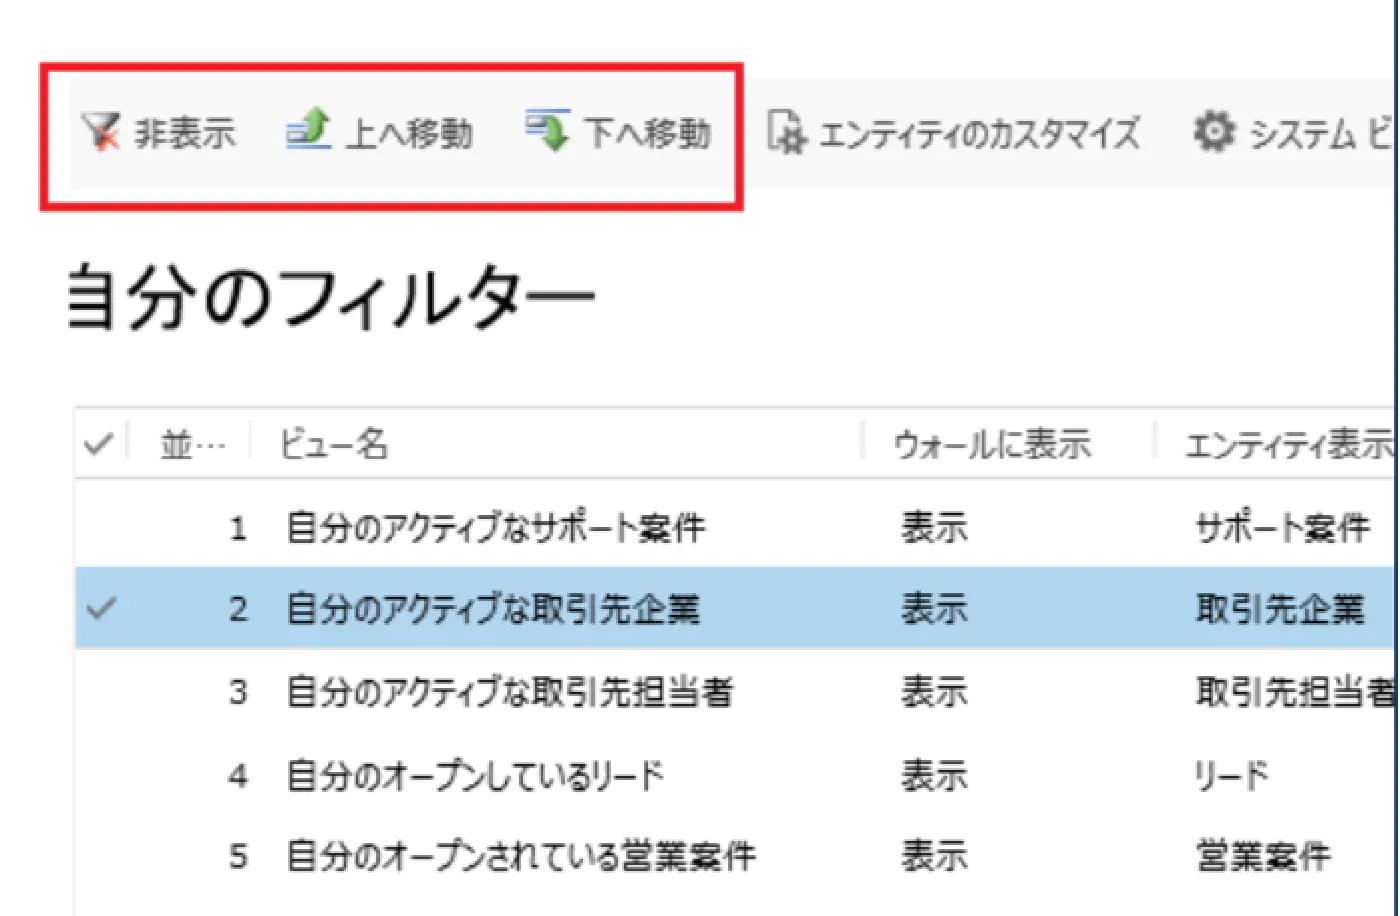 非表示 上へ移動 下へ移動 エンティティのカスタマイズ システム ビ
自分のフィルター
並… ビュー名 ウォールに表示 エンティティ表示
1 自分のアクティブなサポート案件 表示 サポート案件
2 自分のアクティブな取引先企業 表示 取引先企業
3 自分のアクティブな取引先担当者 表示 取引先担当者
4 自分のオープンしているリード 表示 リード
5 自分のオープンされている営業案件 表示 営業案件